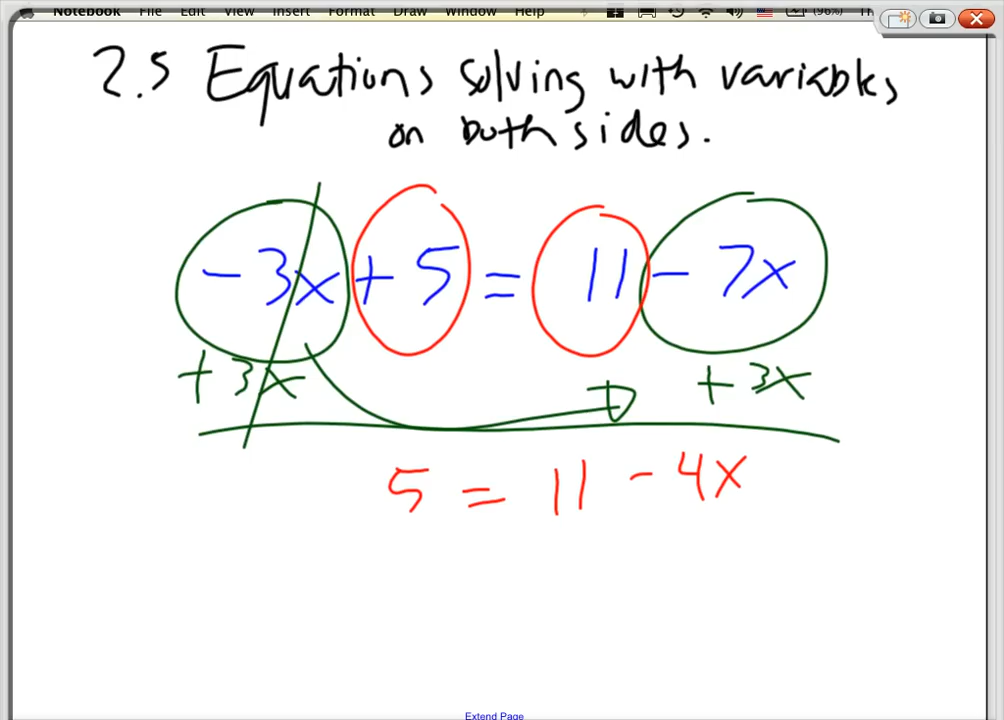 Notebook File Edit View Insert Format Draw Window Help (96%)
2.5 Equations solving with variables
on both sides.
-3x + 5 = 11 - 7x
+3x +3x
5 = 11 - 4x
Extend Page